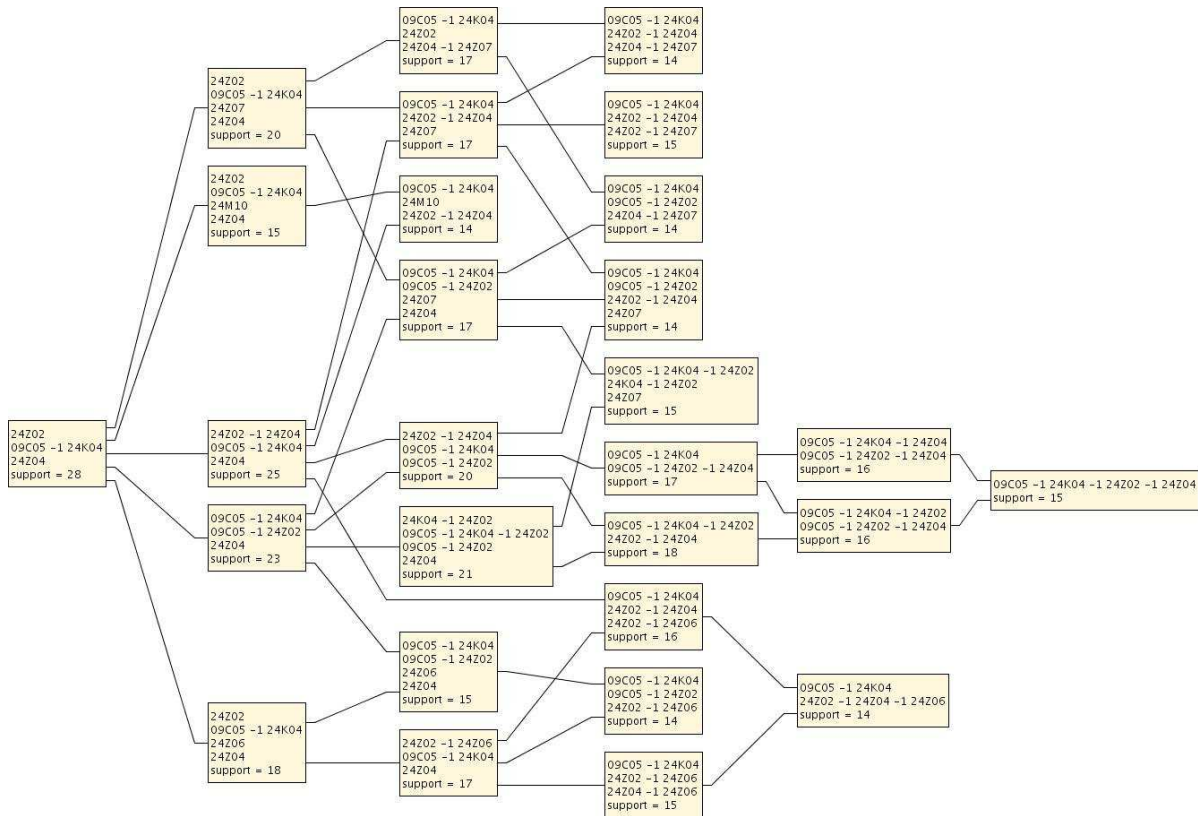 24Z02
09C05 -1 24K04
24Z04
support = 28
24Z02
09C05 -1 24K04
24Z07
24Z04
support = 20
24Z02
09C05 -1 24K04
24M10
24Z04
support = 15
24Z02 -1 24Z04
09C05 -1 24K04
24Z04
support = 25
09C05 -1 24K04
09C05 -1 24Z02
24Z04
support = 23
24Z02
09C05 -1 24K04
24Z06
24Z04
support = 18
09C05 -1 24K04
24Z02
24Z04 -1 24Z07
support = 17
09C05 -1 24K04
24Z02 -1 24Z04
24Z07
support = 17
09C05 -1 24K04
24M10
24Z02 -1 24Z04
support = 14
09C05 -1 24K04
09C05 -1 24Z02
24Z07
24Z04
support = 17
24Z02 -1 24Z04
09C05 -1 24K04
09C05 -1 24Z02
support = 20
24K04 -1 24Z02
09C05 -1 24K04 -1 24Z02
09C05 -1 24Z02
24Z04
support = 21
09C05 -1 24K04
09C05 -1 24Z02
24Z06
24Z04
support = 15
24Z02 -1 24Z06
09C05 -1 24K04
24Z04
support = 17
09C05 -1 24K04
24Z02 -1 24Z04
24Z04 -1 24Z07
support = 14
09C05 -1 24K04
24Z02 -1 24Z04
24Z02 -1 24Z07
support = 15
09C05 -1 24K04
09C05 -1 24Z02
24Z04 -1 24Z07
support = 14
09C05 -1 24K04
09C05 -1 24Z02
24Z02 -1 24Z04
24Z07
support = 14
09C05 -1 24K04 -1 24Z02
24K04 -1 24Z02
24Z07
support = 15
09C05 -1 24K04
09C05 -1 24Z02 -1 24Z04
support = 17
09C05 -1 24K04 -1 24Z02
24Z02 -1 24Z04
support = 18
09C05 -1 24K04
24Z02 -1 24Z04
24Z02 -1 24Z06
support = 16
09C05 -1 24K04
09C05 -1 24Z02
24Z02 -1 24Z06
support = 14
09C05 -1 24K04
24Z02 -1 24Z06
24Z04 -1 24Z06
support = 15
09C05 -1 24K04 -1 24Z04
09C05 -1 24Z02 -1 24Z04
support = 16
09C05 -1 24K04 -1 24Z02
09C05 -1 24Z02 -1 24Z04
support = 16
09C05 -1 24K04
24Z02 -1 24Z04 -1 24Z06
support = 14
09C05 -1 24K04 -1 24Z02 -1 24Z04
support = 15